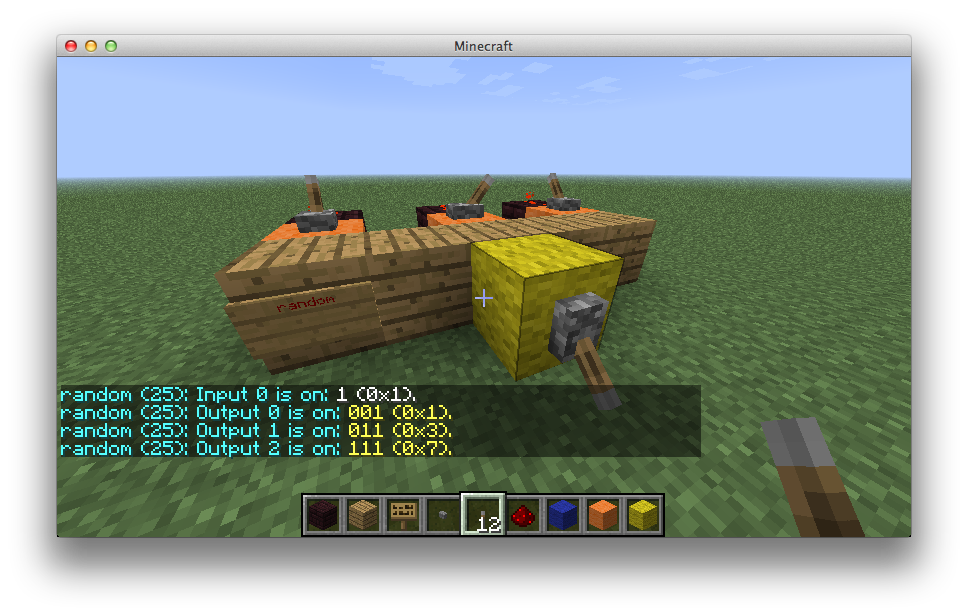 Minecraft
random
random (25): Input 0 is on: 1 (0x1).
random (25): Output 0 is on: 001 (0x1).
random (25): Output 1 is on: 011 (0x3).
random (25): Output 2 is on: 111 (0x7).
12